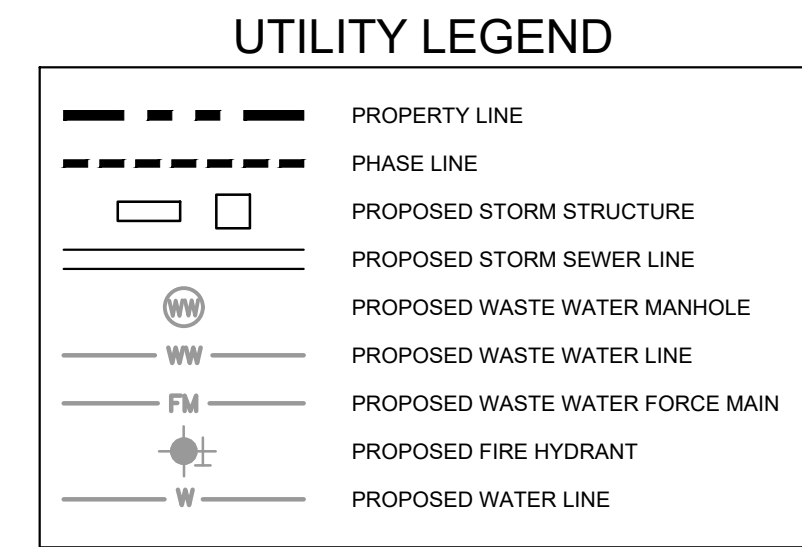 UTILITY LEGEND
PROPERTY LINE
PHASE LINE
PROPOSED STORM STRUCTURE
PROPOSED STORM SEWER LINE
WW PROPOSED WASTE WATER MANHOLE
WW PROPOSED WASTE WATER LINE
FM PROPOSED WASTE WATER FORCE MAIN
PROPOSED FIRE HYDRANT
W PROPOSED WATER LINE